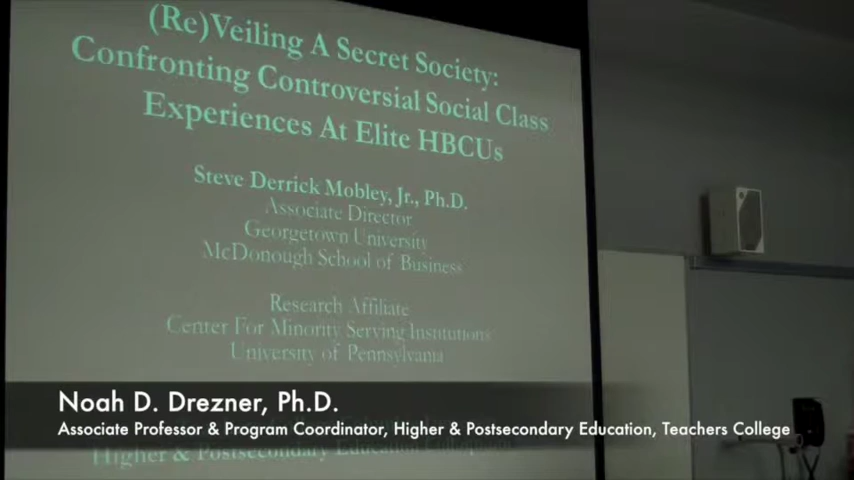 (Re)Veiling A Secret Society:
Confronting Controversial Social Class
Experiences At Elite HBCUs
Steve Derrick Mobley, Jr., Ph.D.
Associate Director
Georgetown University
McDonough School of Business
Research Affiliate
Center For Minority Serving Institutions
University of Pennsylvania
Noah D. Drezner, Ph.D.
Associate Professor & Program Coordinator, Higher & Postsecondary Education, Teachers College
Higher & Postsecondary Education